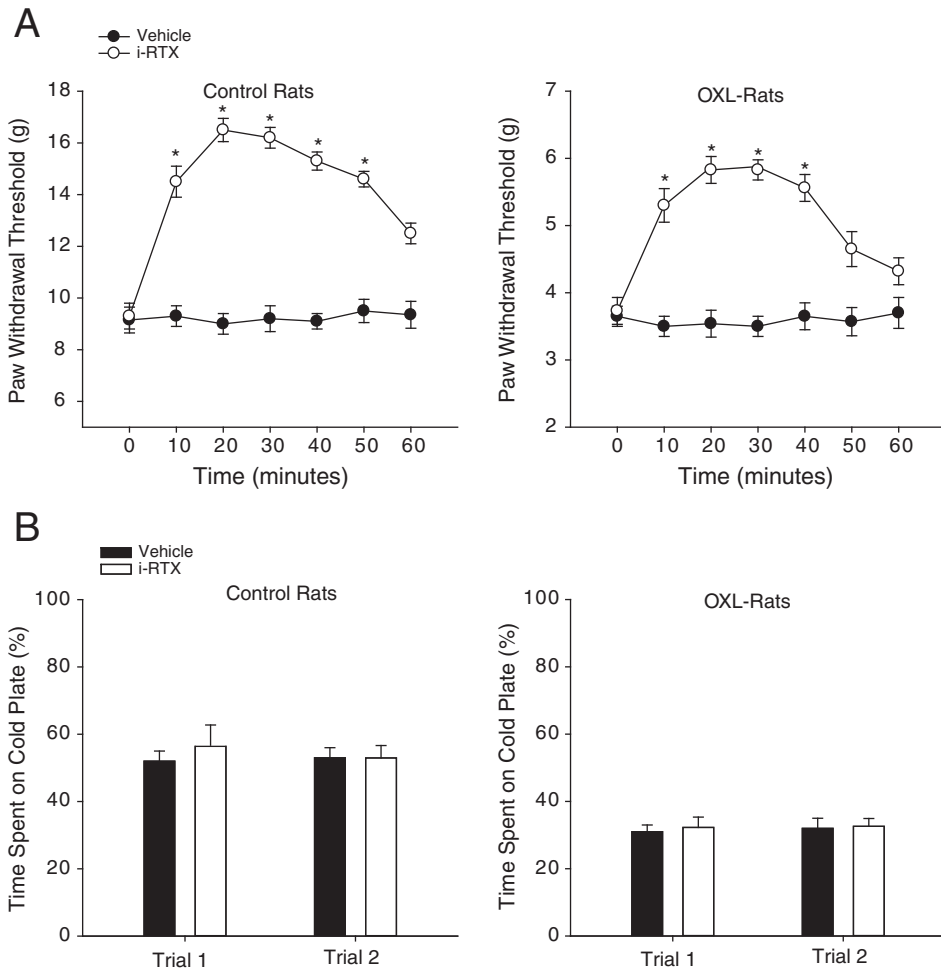 A
Vehicle
i-RTX
Control Rats
Paw Withdrawal Threshold (g)
18
16
14
12
10
8
6
* * * * *
0 10 20 30 40 50 60
Time (minutes)
OXL-Rats
Paw Withdrawal Threshold (g)
7
6
5
4
3
2
* * * *
0 10 20 30 40 50 60
Time (minutes)
B
Vehicle
i-RTX
Control Rats
Time Spent on Cold Plate (%)
100
80
60
40
20
0
Trial 1 Trial 2
OXL-Rats
Time Spent on Cold Plate (%)
100
80
60
40
20
0
Trial 1 Trial 2